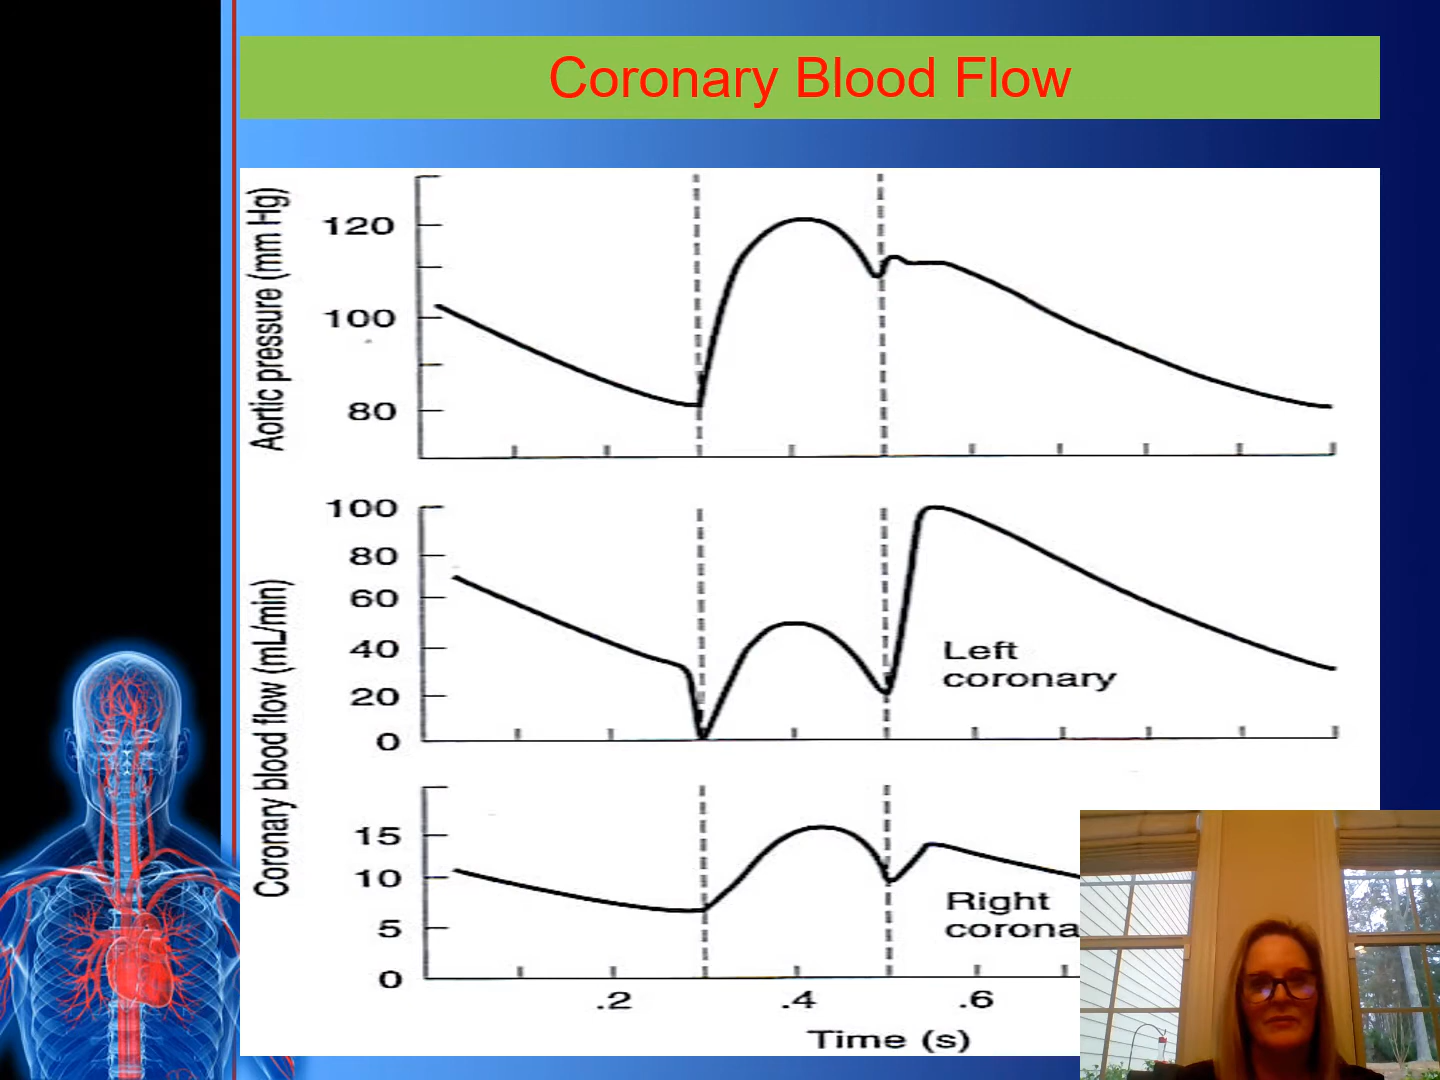 Coronary Blood Flow
Aortic pressure (mm Hg)
120
100
80
Coronary blood flow (mL/min)
100
80
60
40
20
0
Left
coronary
15
10
5
0
Right
corona
.2
.4
.6
Time (s)